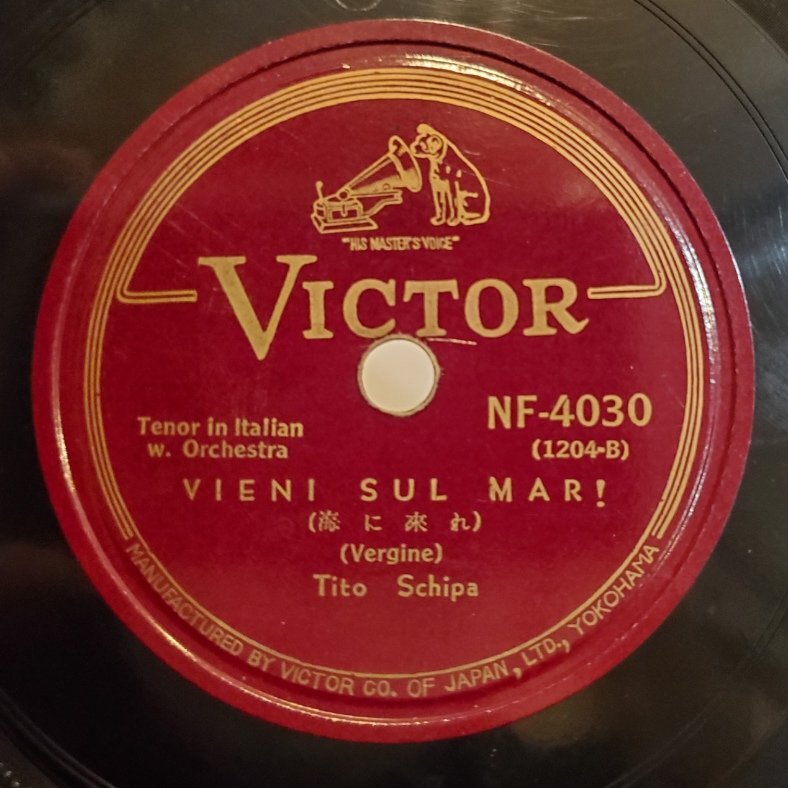 "HIS MASTER'S VOICE"
VICTOR
NF-4030
(1204-B)
Tenor in Italian
w. Orchestra
VIENI SUL MAR!
(海に來れ)
(Vergine)
Tito Schipa
MANUFACTURED BY VICTOR CO. OF JAPAN, LTD., YOKOHAMA